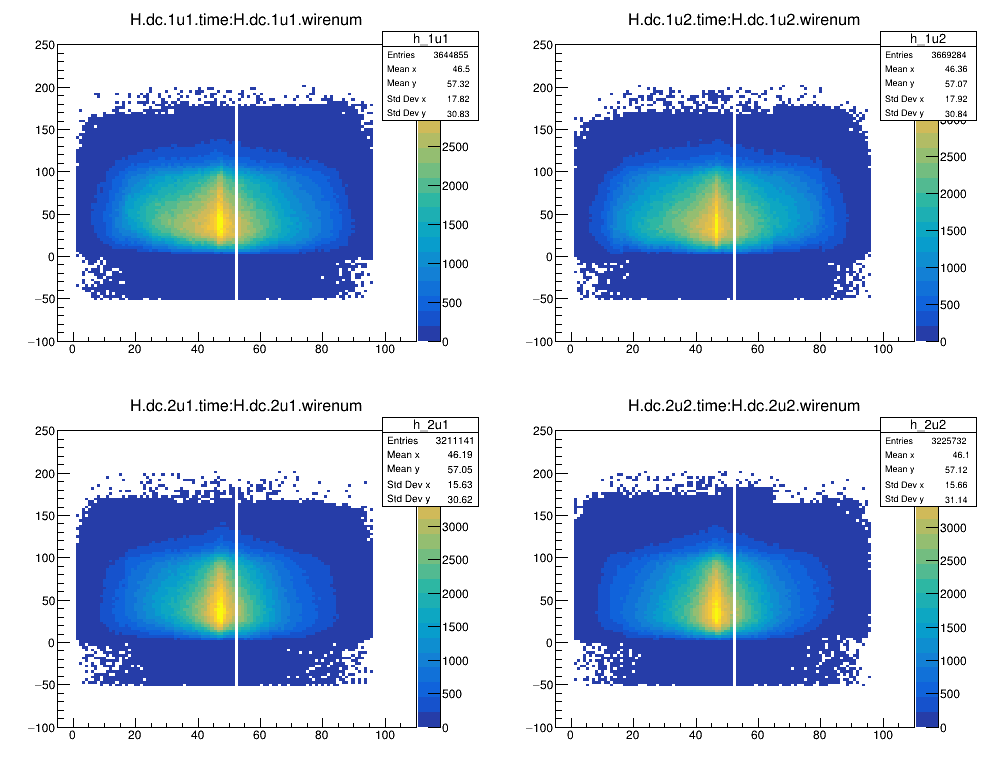 H.dc.1u1.time:H.dc.1u1.wirenum
h_1u1
Entries 3644855
Mean x 46.5
Mean y 57.32
Std Dev x 17.82
Std Dev y 30.83
250
200
150
100
50
0
−50
−100
0 20 40 60 80 100
2500
2000
1500
1000
500
0
H.dc.1u2.time:H.dc.1u2.wirenum
h_1u2
Entries 3669284
Mean x 46.36
Mean y 57.07
Std Dev x 17.92
Std Dev y 30.84
250
200
150
100
50
0
−50
−100
0 20 40 60 80 100
3000
2500
2000
1500
1000
500
0
H.dc.2u1.time:H.dc.2u1.wirenum
h_2u1
Entries 3211141
Mean x 46.19
Mean y 57.05
Std Dev x 15.63
Std Dev y 30.62
250
200
150
100
50
0
−50
−100
0 20 40 60 80 100
3000
2500
2000
1500
1000
500
0
H.dc.2u2.time:H.dc.2u2.wirenum
h_2u2
Entries 3225732
Mean x 46.1
Mean y 57.12
Std Dev x 15.66
Std Dev y 31.14
250
200
150
100
50
0
−50
−100
0 20 40 60 80 100
3000
2500
2000
1500
1000
500
0